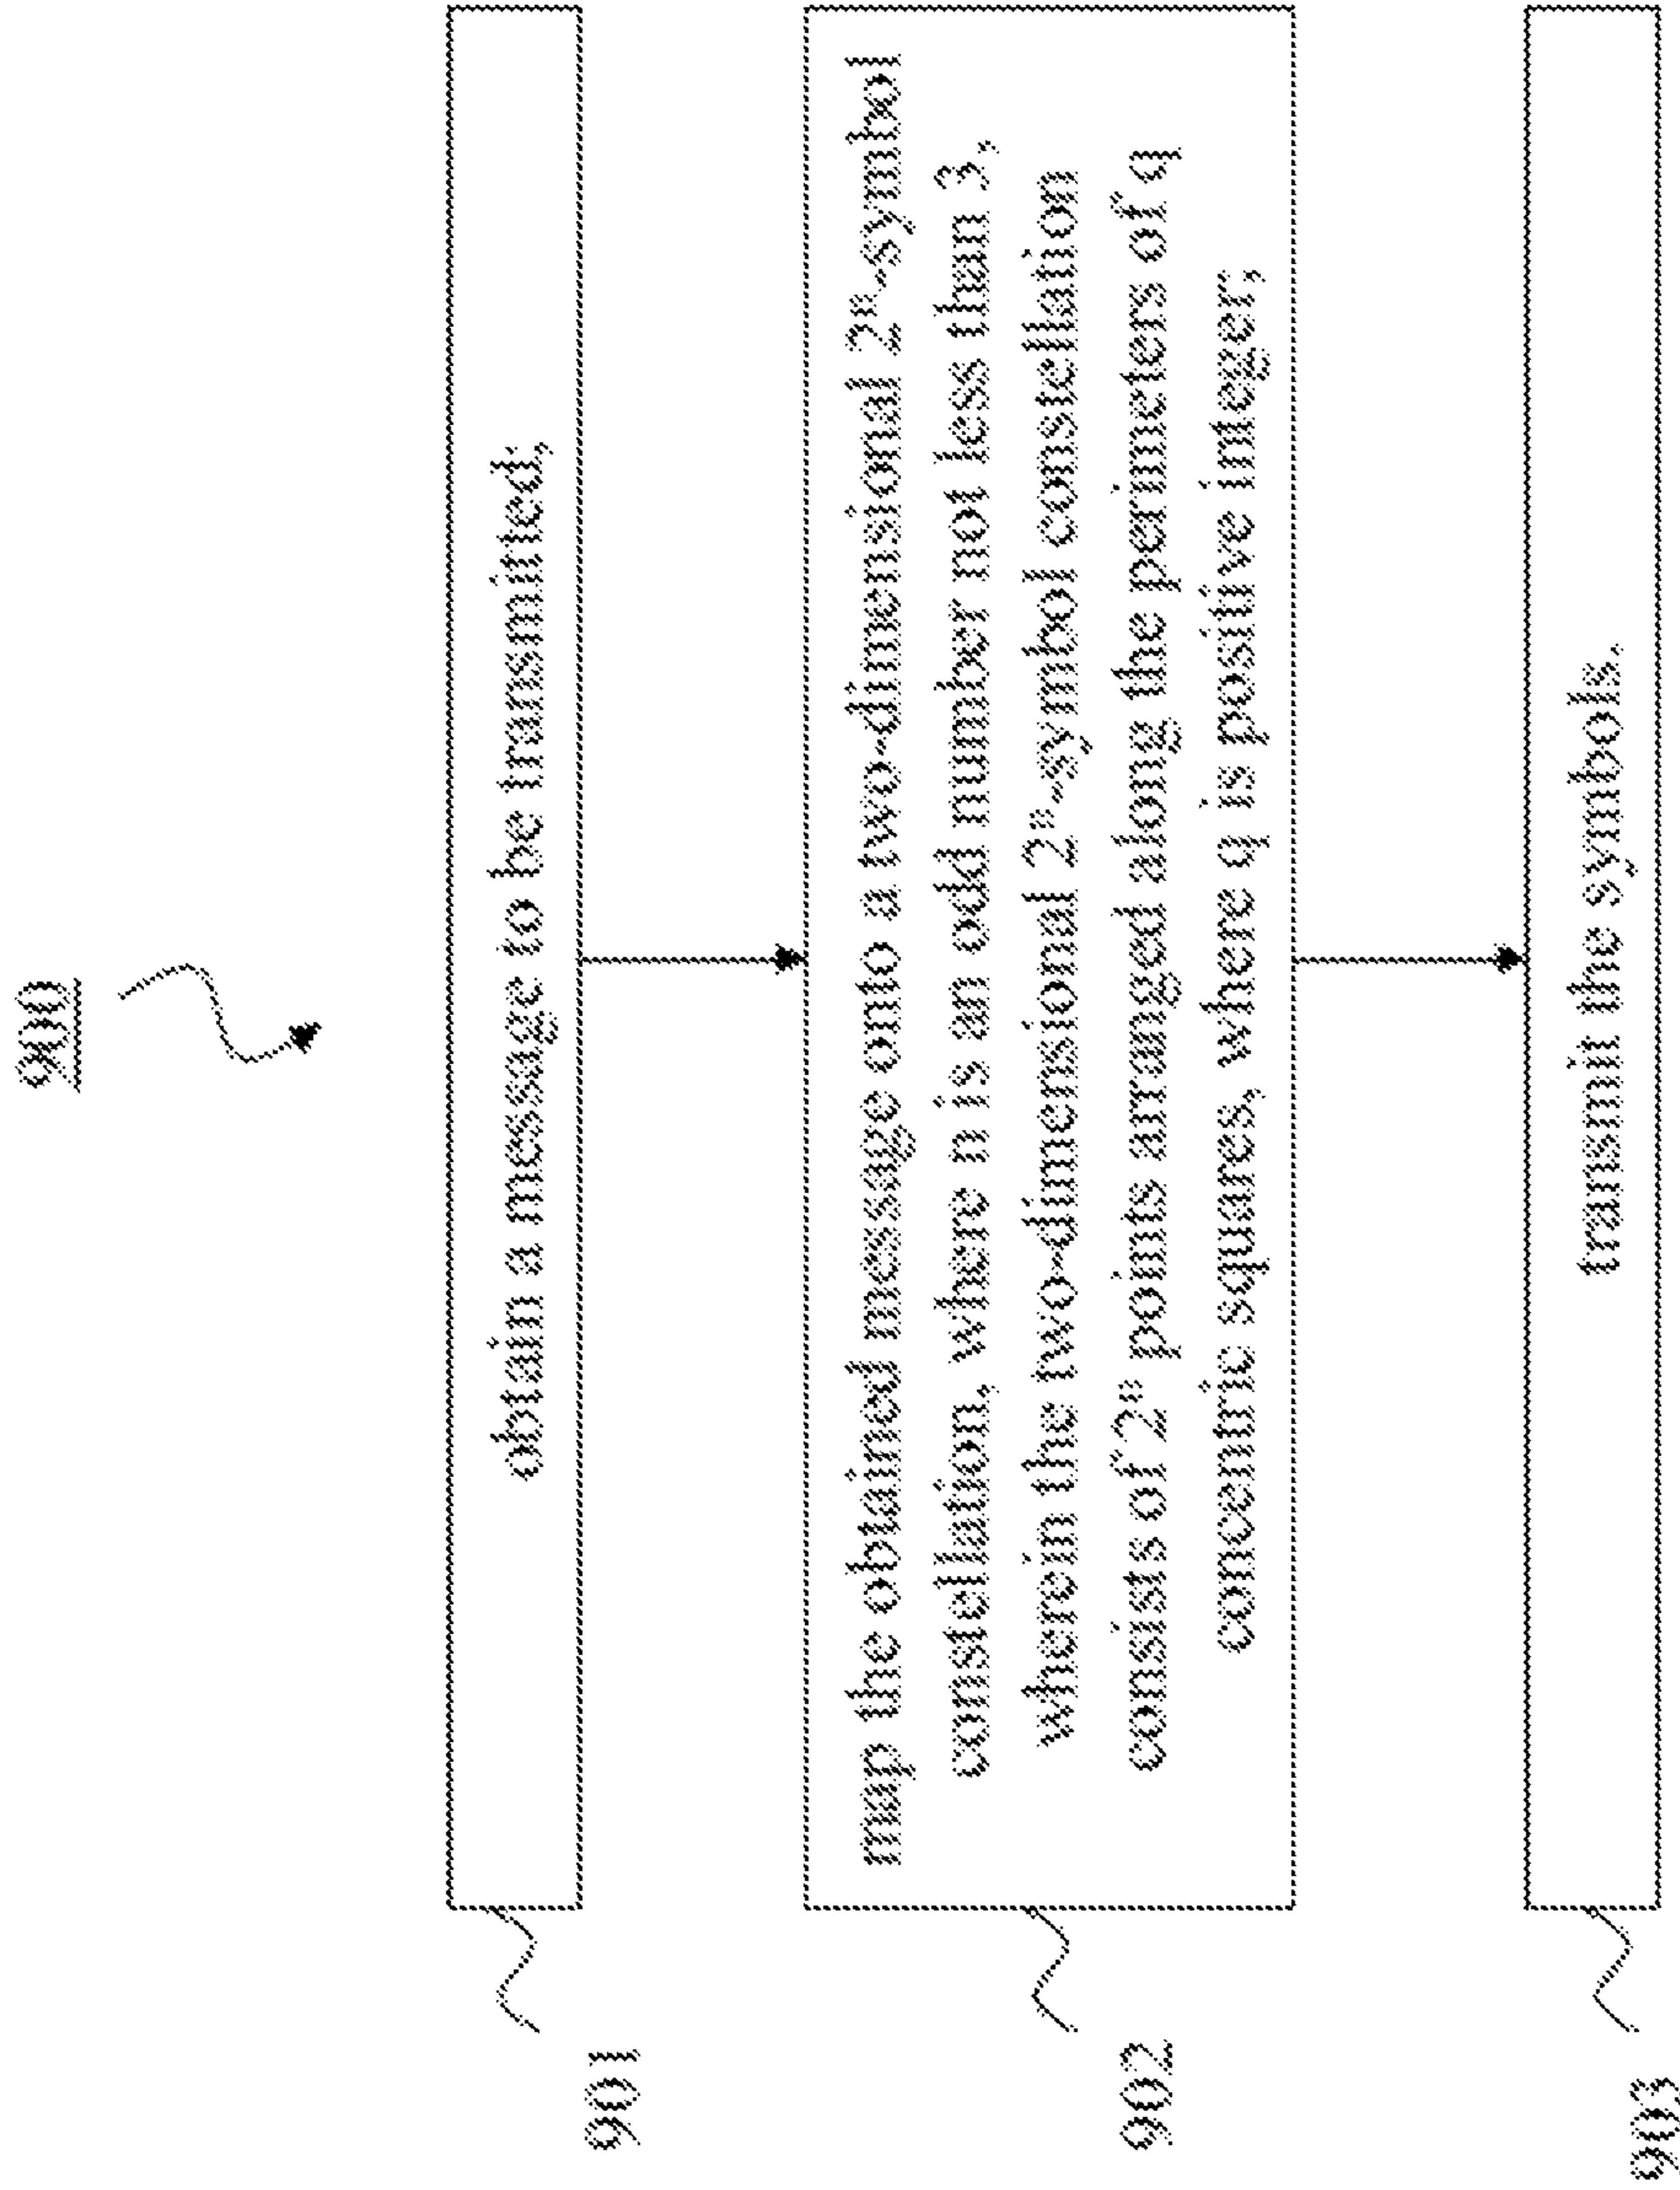 900
901
obtain a message to be transmitted;
902
map the obtained message onto a two-dimensional 2ⁿ-symbol
constellation, where n is an odd number not less than 3,
wherein the two-dimensional 2ⁿ-symbol constellation
consists of 2ⁿ points arranged along the perimeters of q
concentric squares, where q is positive integer;
903
transmit the symbols.